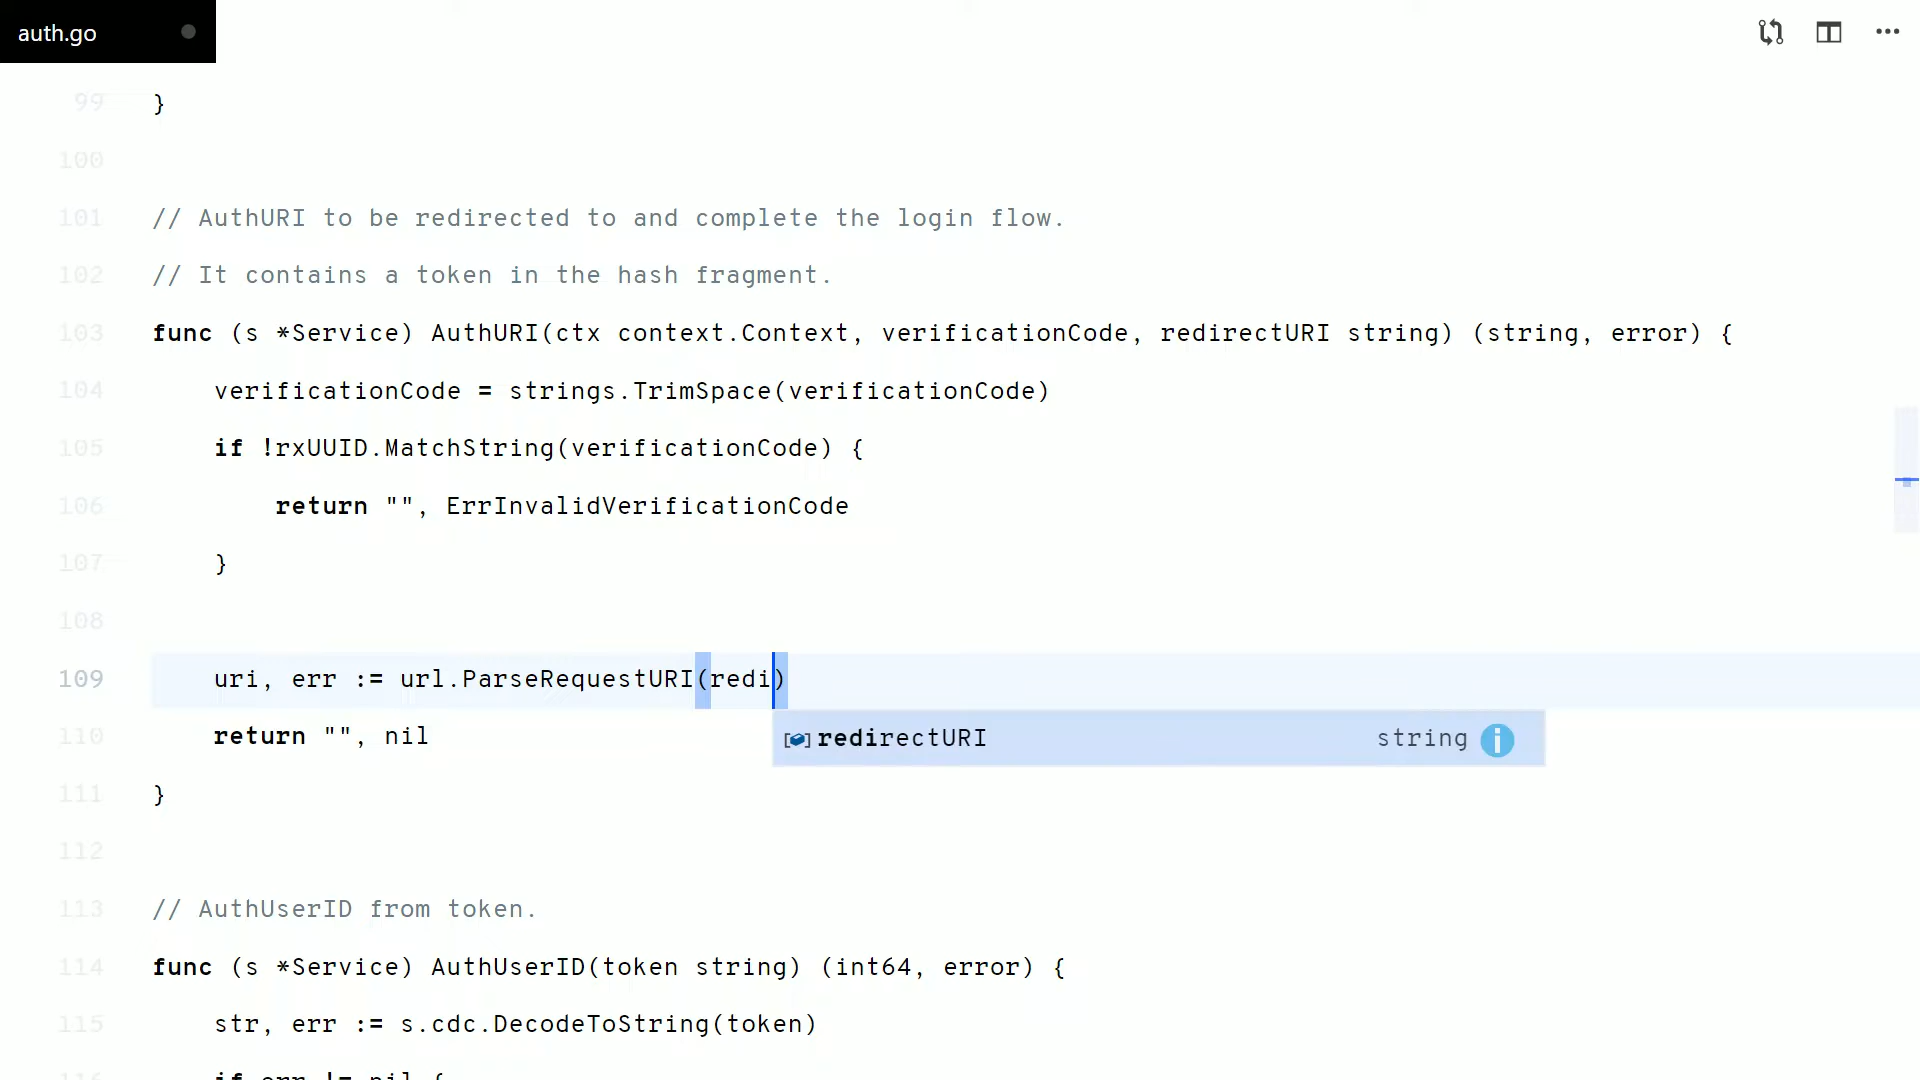 auth.go
99 }
100
101 // AuthURI to be redirected to and complete the login flow.
102 // It contains a token in the hash fragment.
103 func (s *Service) AuthURI(ctx context.Context, verificationCode, redirectURI string) (string, error) {
104 verificationCode = strings.TrimSpace(verificationCode)
105 if !rxUUID.MatchString(verificationCode) {
106 return "", ErrInvalidVerificationCode
107 }
108
109 uri, err := url.ParseRequestURI(redi)
redirectURI string
110 return "", nil
111 }
112
113 // AuthUserID from token.
114 func (s *Service) AuthUserID(token string) (int64, error) {
115 str, err := s.cdc.DecodeToString(token)
116 if err != nil {